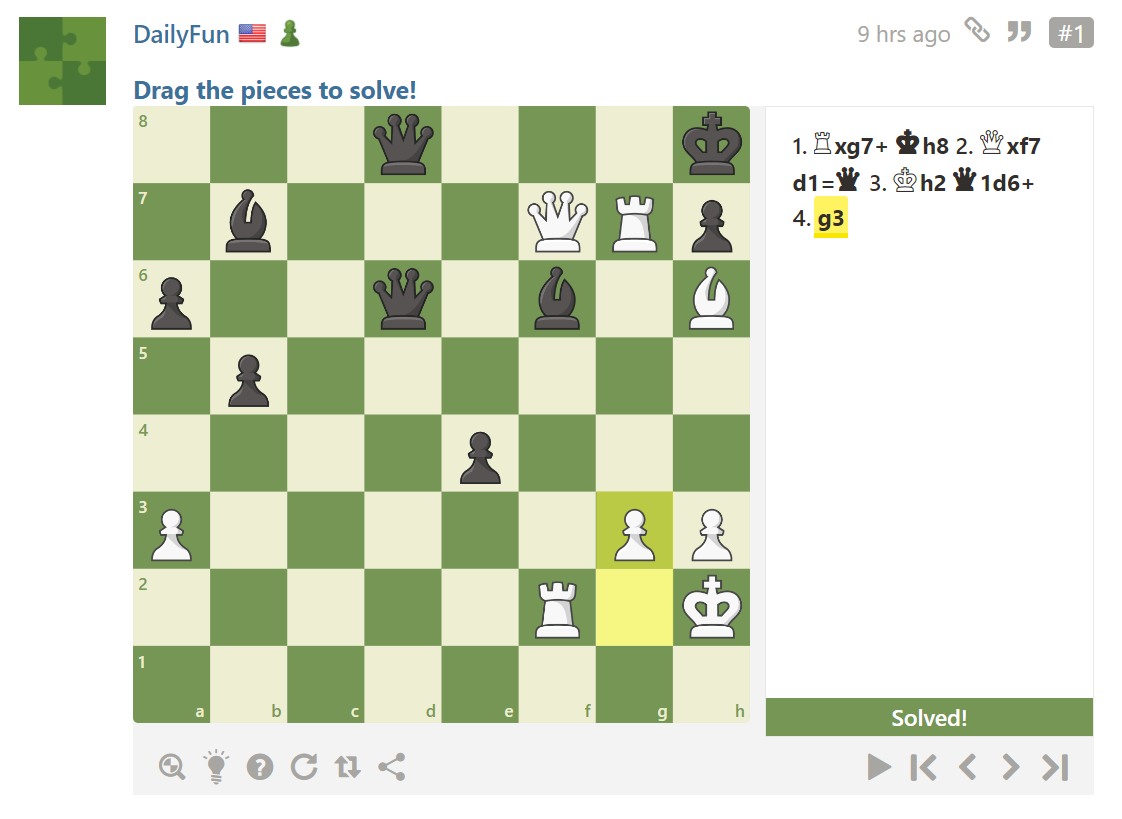 DailyFun
9 hrs ago #1
Drag the pieces to solve!
8
7
6
5
4
3
2
1
a b c d e f g h
1. ♖xg7+ ♚h8 2. ♕xf7
d1=♛ 3. ♔h2 ♛1d6+
4. g3
Solved!